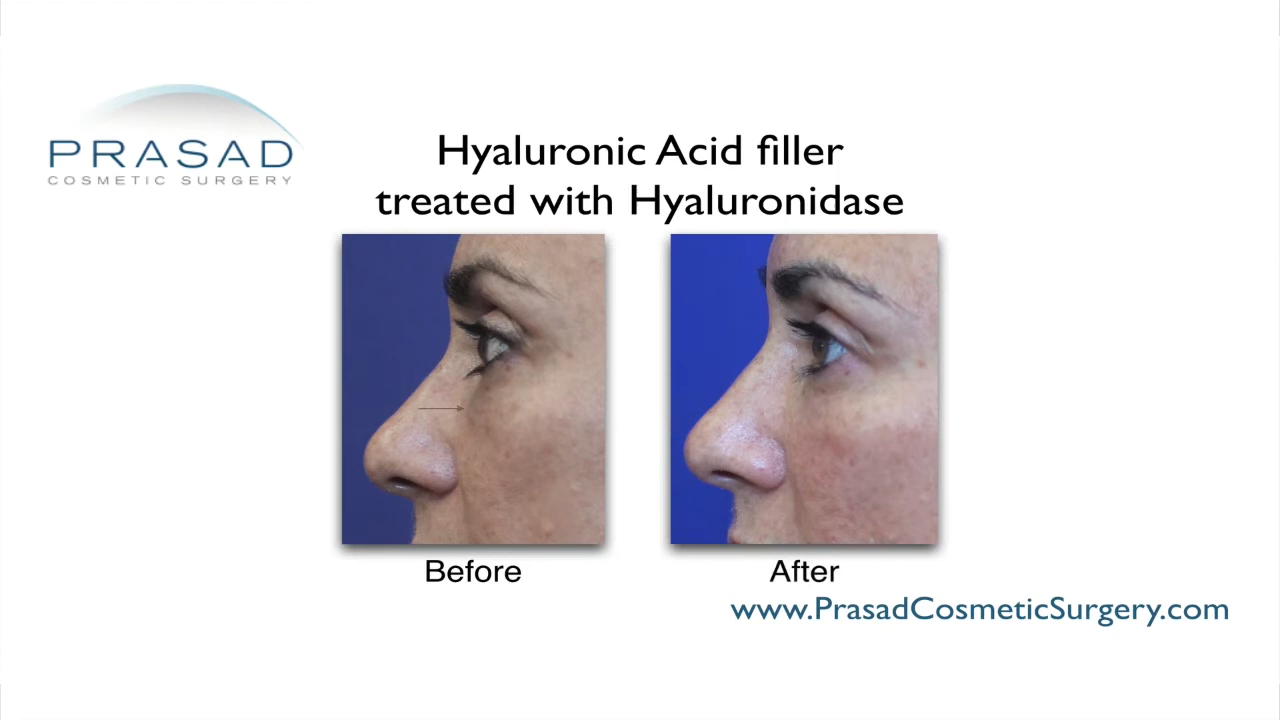 PRASAD
COSMETIC SURGERY
Hyaluronic Acid filler
treated with Hyaluronidase
Before
After
www.PrasadCosmeticSurgery.com